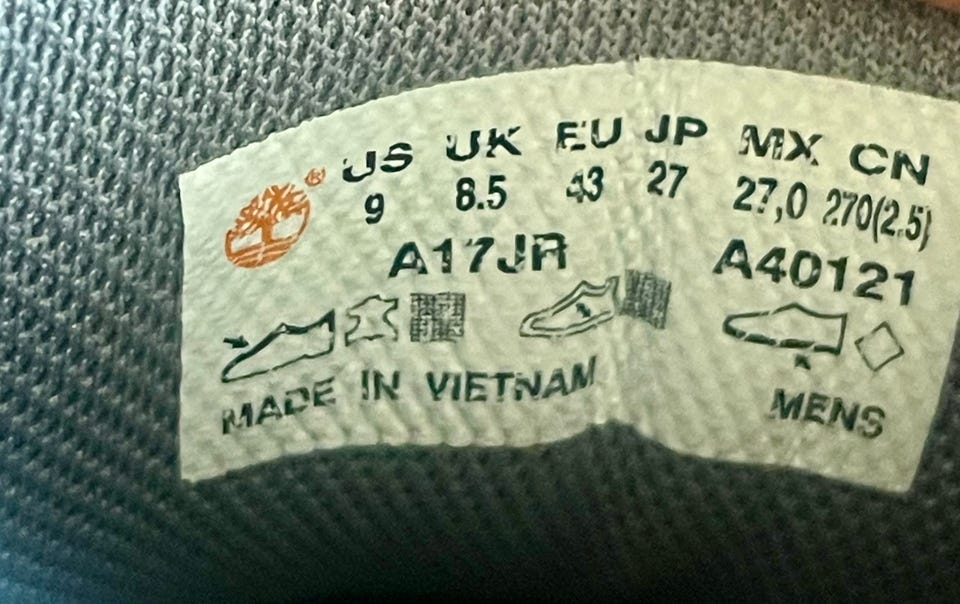 US UK EU JP MX CN
9 8.5 43 27 27,0 270(2.5)
A17JR A40121
MADE IN VIETNAM MENS